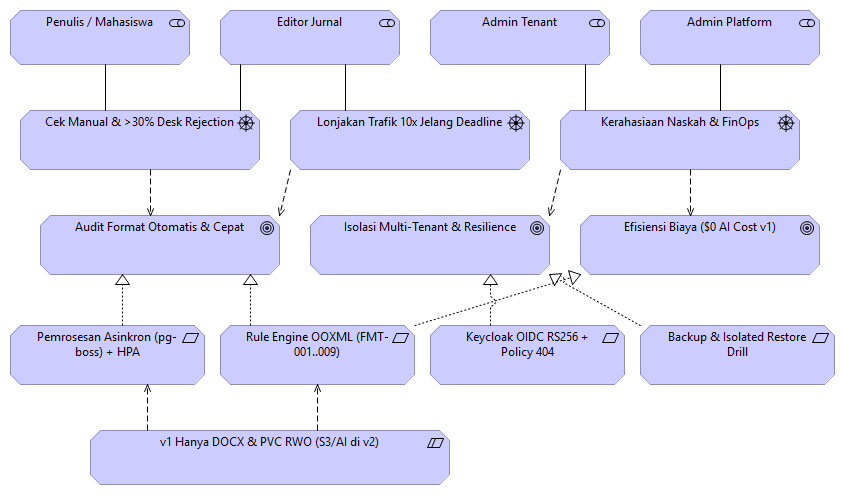 Penulis / Mahasiswa
Editor Jurnal
Admin Tenant
Admin Platform
Cek Manual & >30% Desk Rejection
Lonjakan Trafik 10x Jelang Deadline
Kerahasiaan Naskah & FinOps
Audit Format Otomatis & Cepat
Isolasi Multi-Tenant & Resilience
Efisiensi Biaya ($0 AI Cost v1)
Pemrosesan Asinkron (pg-
boss) + HPA
Rule Engine OOXML (FMT-
001..009)
Keycloak OIDC RS256 +
Policy 404
Backup & Isolated Restore
Drill
v1 Hanya DOCX & PVC RWO (S3/AI di v2)